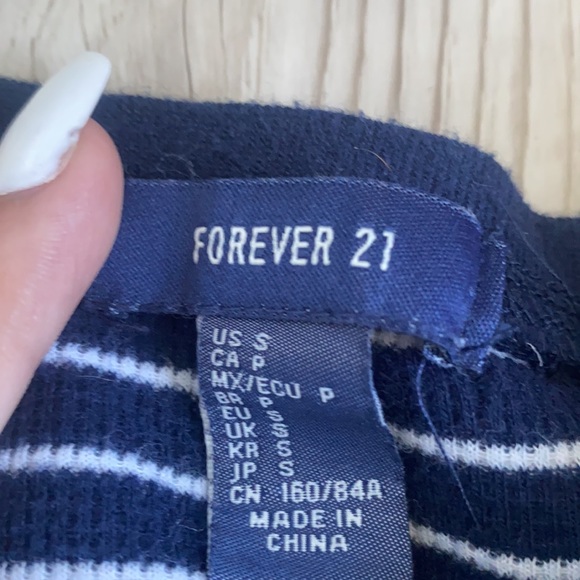 FOREVER 21
US S
CA P
MX/ECU P
BR P
EU S
UK S
KR S
JP S
CN 160/84A
MADE IN
CHINA